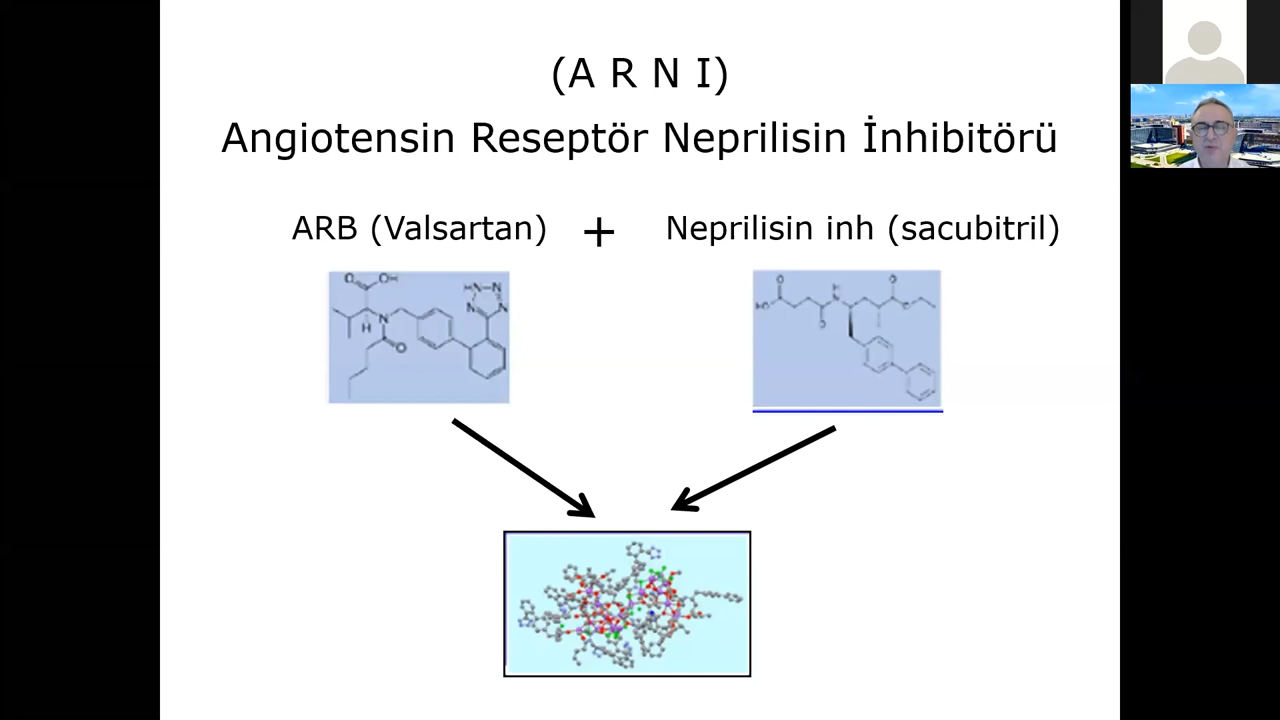 (A R N I)
Angiotensin Reseptör Neprilisin İnhibitörü
ARB (Valsartan) + Neprilisin inh (sacubitril)